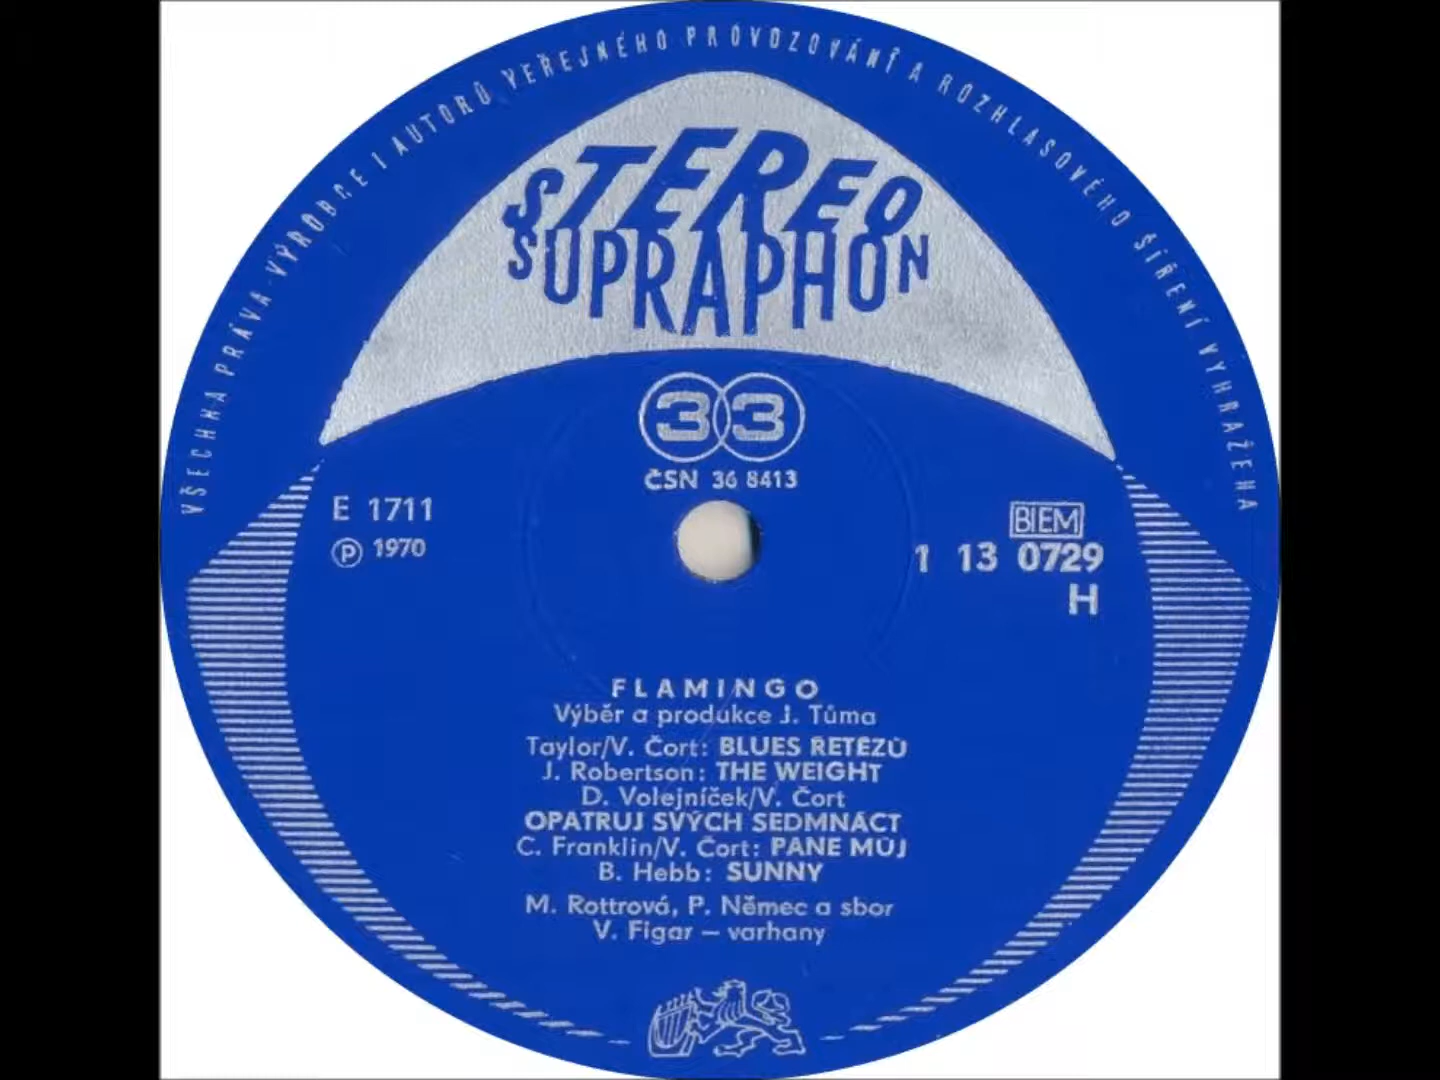 VŠECHNA PRÁVA VÝROBCE I AUTORŮ VEŘEJNÉHO PROVOZOVÁNÍ A ROZHLASOVÉHO ŠÍŘENÍ VYHRAŽENA
STEREO
SUPRAPHON
33
ČSN 36 8413
E 1711
Ⓟ 1970
BIEM
1 13 0729
H
FLAMINGO
Výběr a produkce J. Tůma
Taylor/V. Čort: BLUES ŘETĚZŮ
J. Robertson: THE WEIGHT
D. Volejníček/V. Čort
OPATRUJ SVÝCH SEDMNÁCT
C. Franklin/V. Čort: PANE MŮJ
B. Hebb: SUNNY
M. Rottrová, P. Němec a sbor
V. Figar – varhany